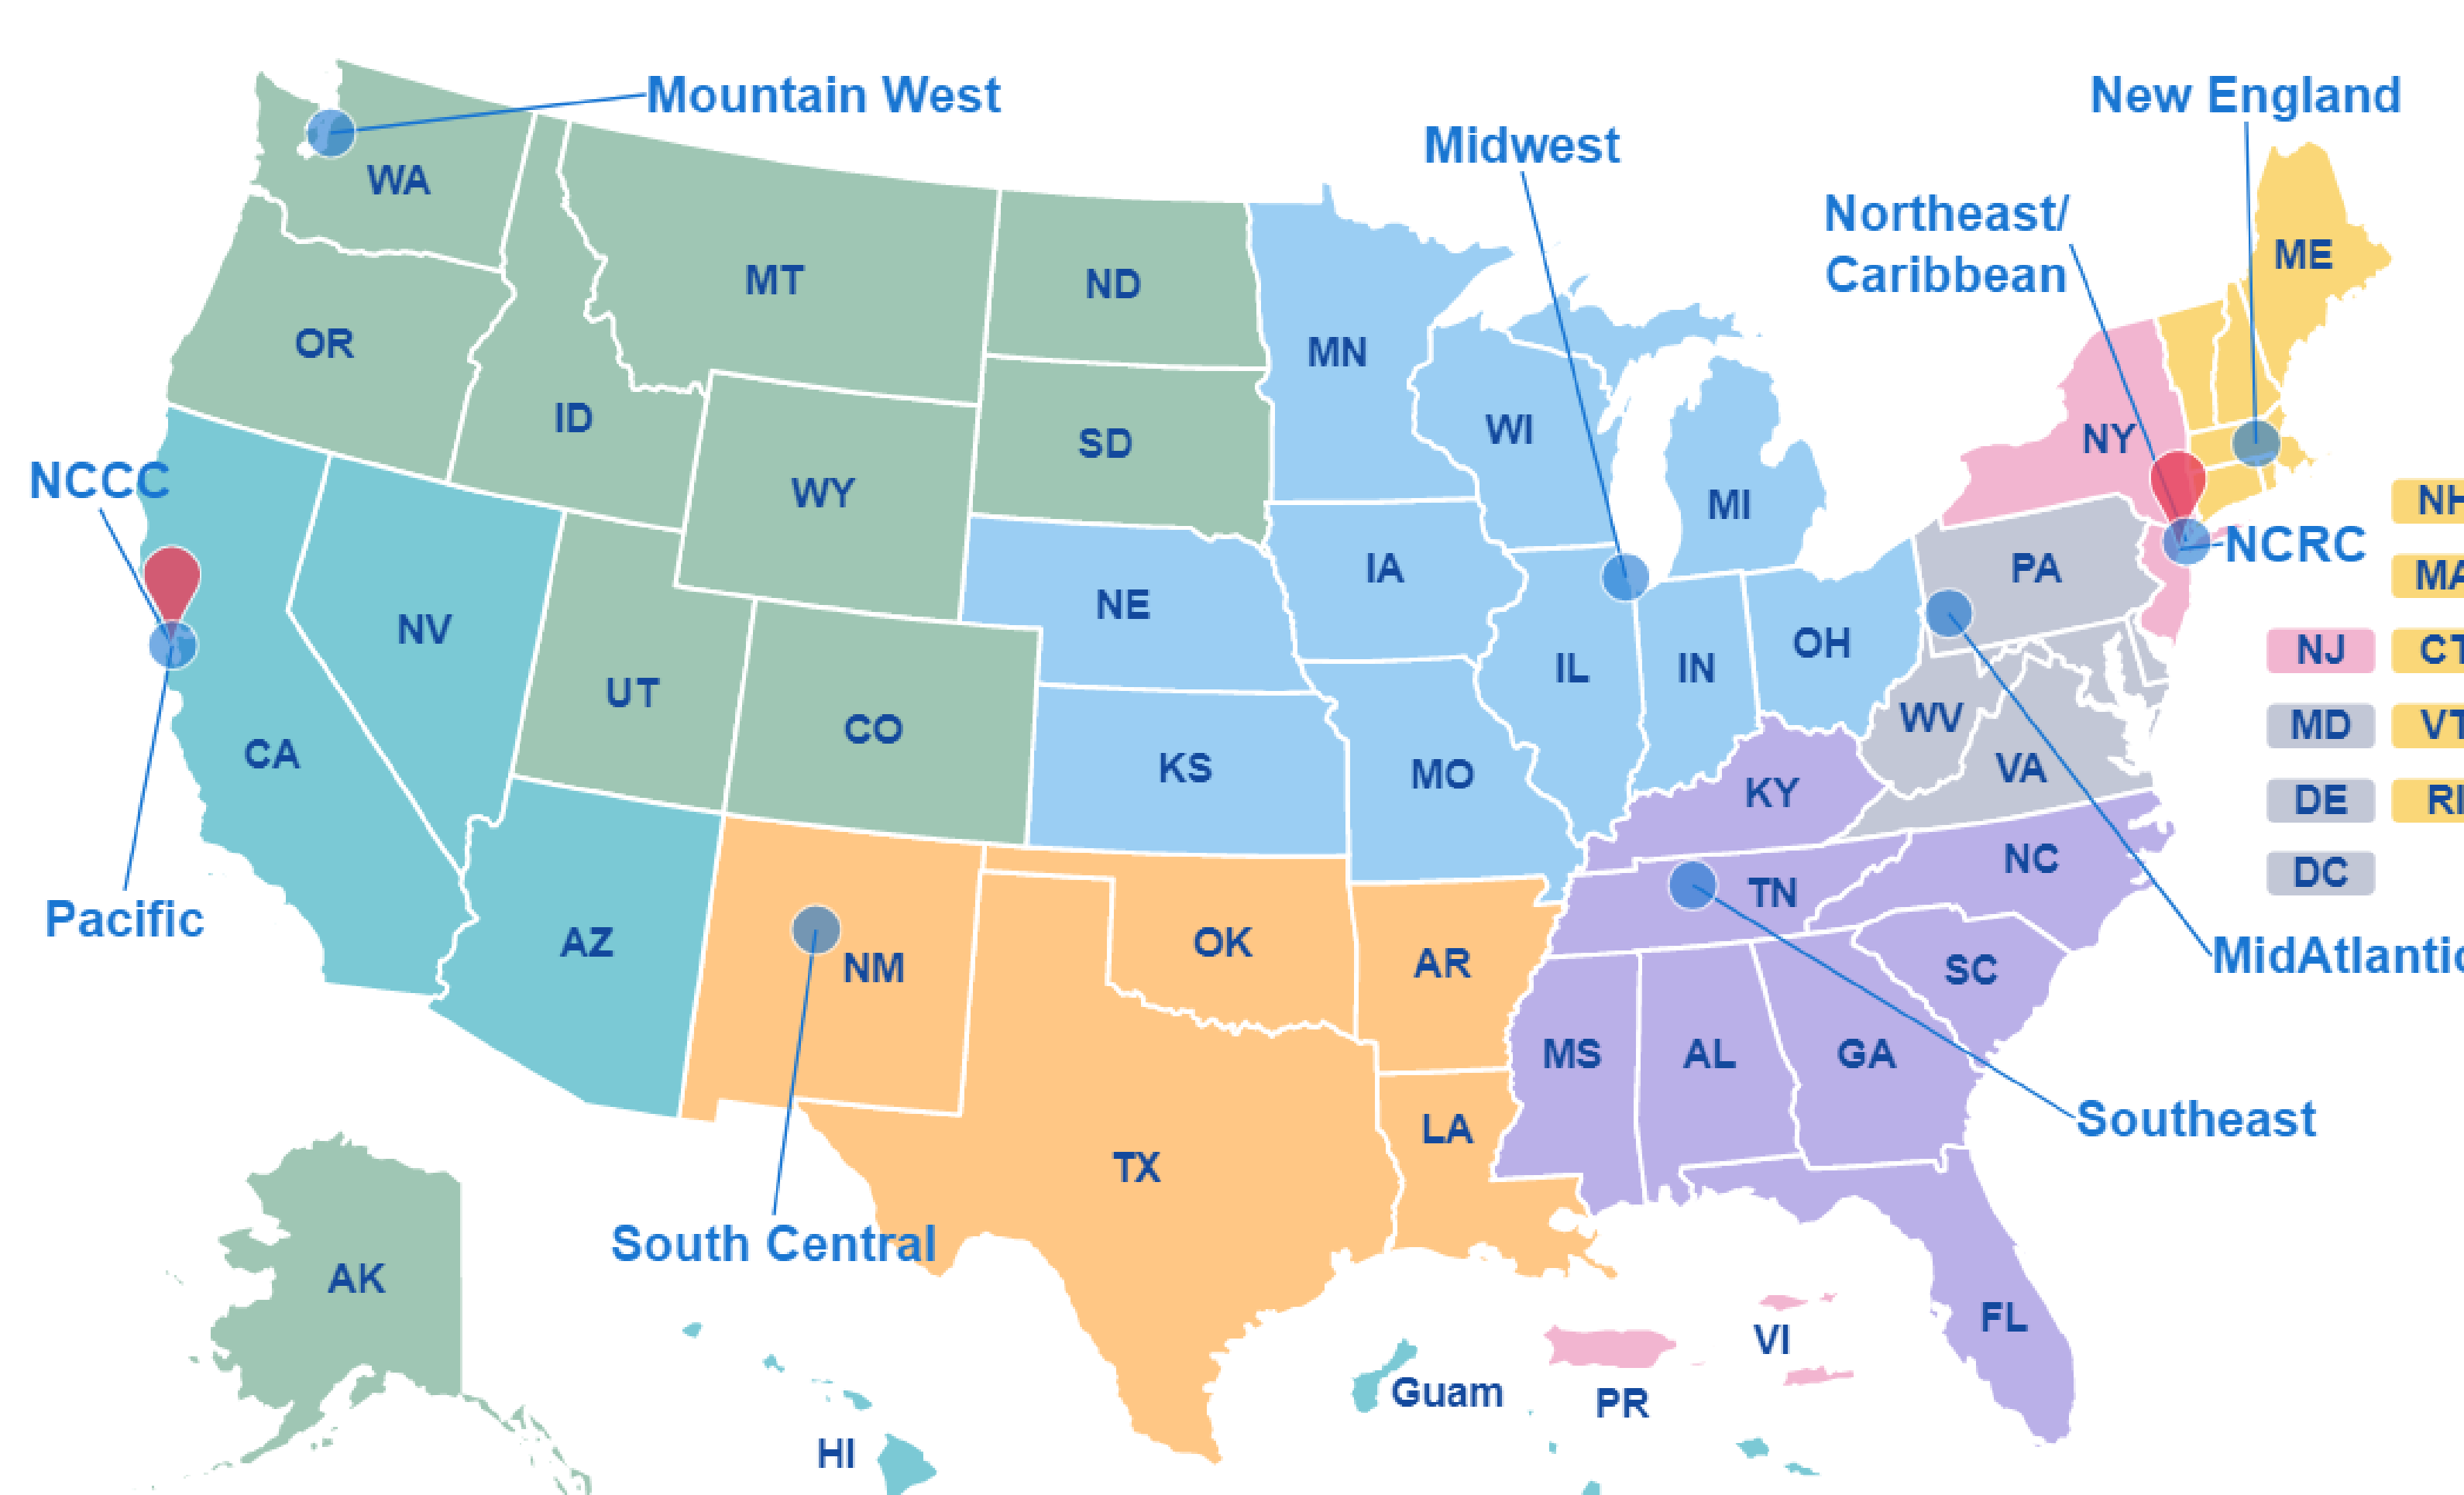 Mountain West
New England
Midwest
Northeast/
Caribbean
WA
ME
MT
ND
OR
MN
ID
SD
WI
NY
NCCC
WY
MI
NH
NCRC
IA
PA
MA
NE
NV
OH
NJ
CT
UT
IL
IN
WV
MD
VT
CO
CA
KS
MO
VA
KY
DE
RI
NC
DC
TN
Pacific
AZ
NM
OK
AR
SC
MidAtlantic
MS
AL
GA
Southeast
LA
TX
South Central
AK
FL
VI
Guam
PR
HI